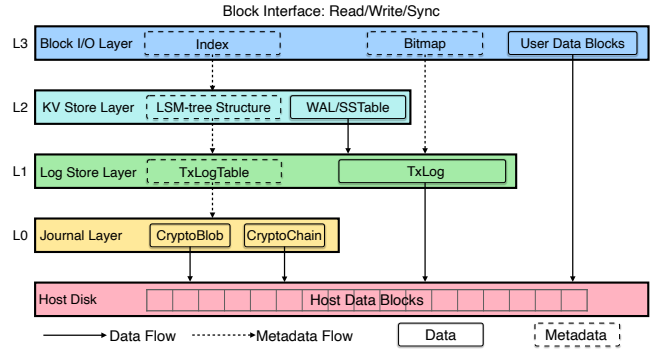 Block Interface: Read/Write/Sync
L3 Block I/O Layer Index Bitmap User Data Blocks
L2 KV Store Layer LSM-tree Structure WAL/SSTable
L1 Log Store Layer TxLogTable TxLog
L0 Journal Layer CryptoBlob CryptoChain
Host Disk Host Data Blocks
Data Flow Metadata Flow Data Metadata